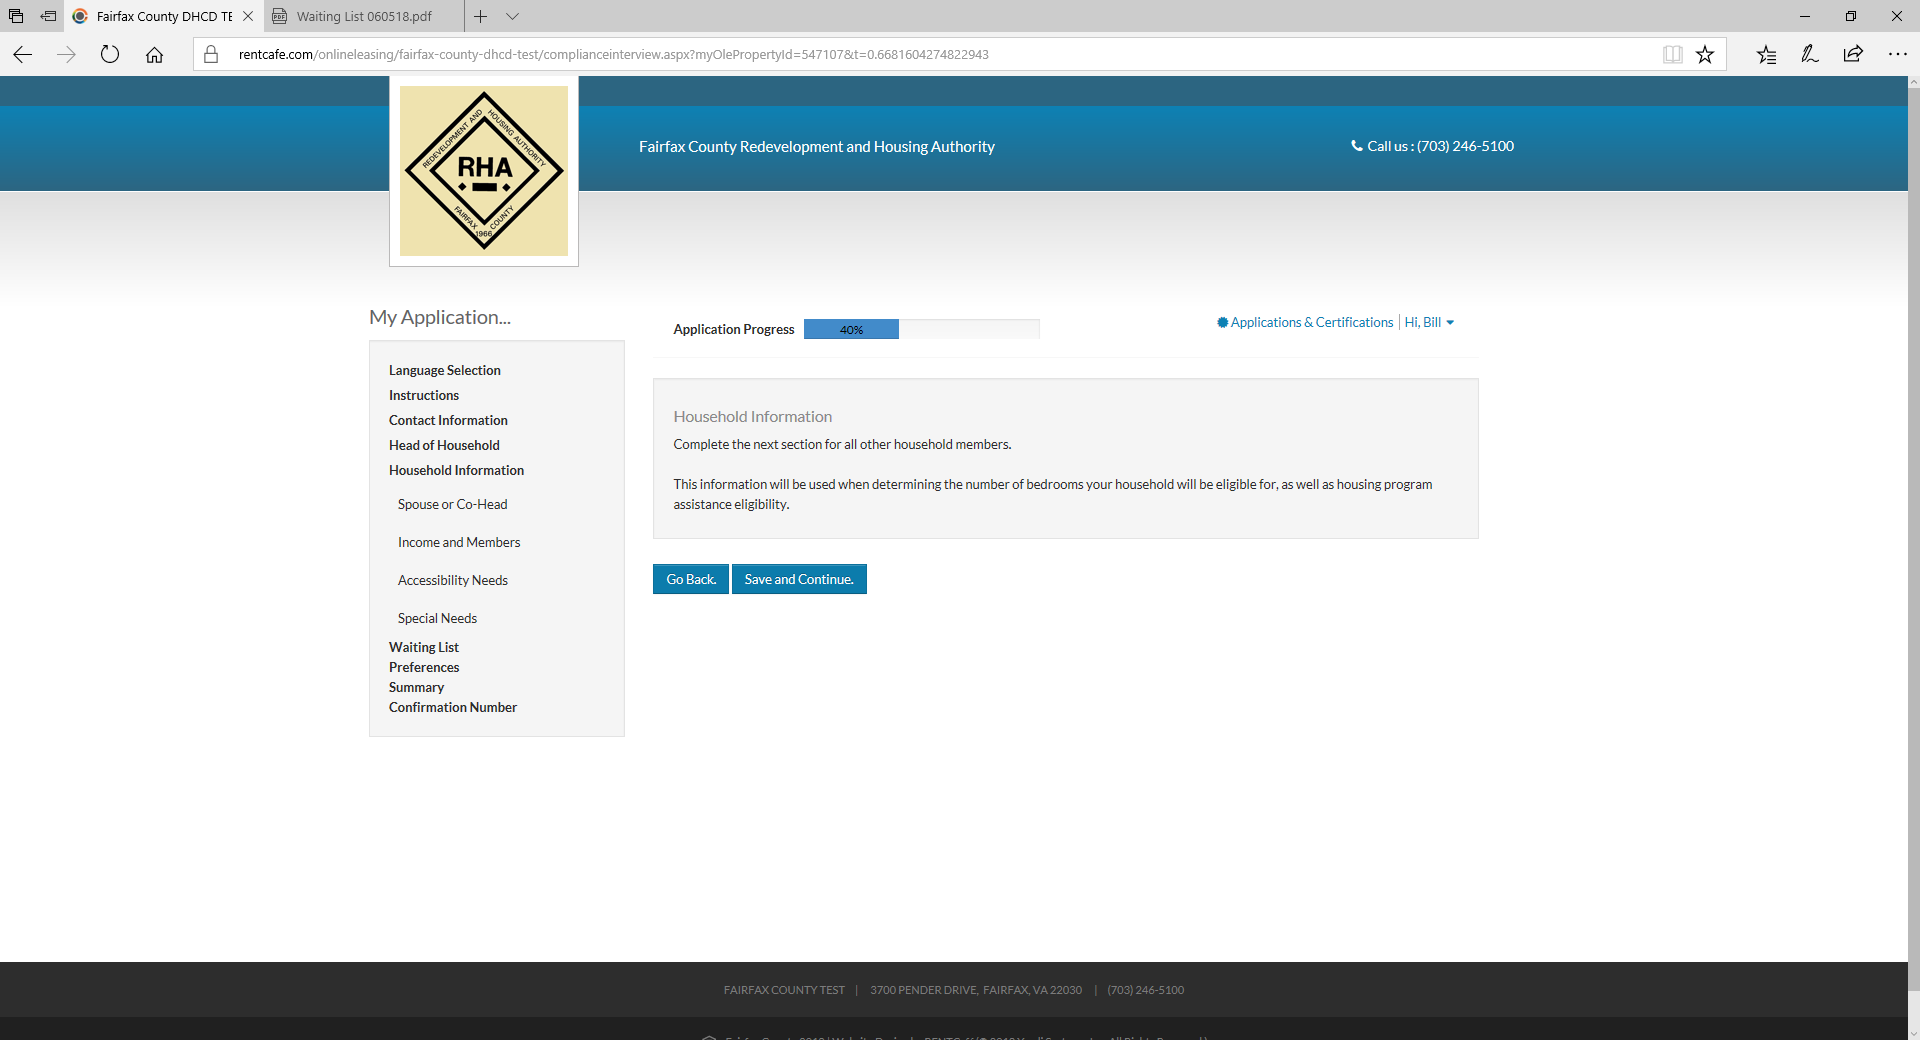 Fairfax County DHCD TE
Waiting List 060518.pdf
rentcafe.com/onlineleasing/fairfax-county-dhcd-test/complianceinterview.aspx?myOlePropertyId=547107&t=0.6681604274822943
REDEVELOPMENT AND
HOUSING AUTHORITY
RHA
FAIRFAX
COUNTY
1966
Fairfax County Redevelopment and Housing Authority
Call us : (703) 246-5100
My Application...
Application Progress
40%
Applications & Certifications
Hi, Bill
Language Selection
Instructions
Contact Information
Head of Household
Household Information
Spouse or Co-Head
Income and Members
Accessibility Needs
Special Needs
Waiting List
Preferences
Summary
Confirmation Number
Household Information
Complete the next section for all other household members.
This information will be used when determining the number of bedrooms your household will be eligible for, as well as housing program
assistance eligibility.
Go Back.
Save and Continue.
FAIRFAX COUNTY TEST | 3700 PENDER DRIVE, FAIRFAX, VA 22030 | (703) 246-5100